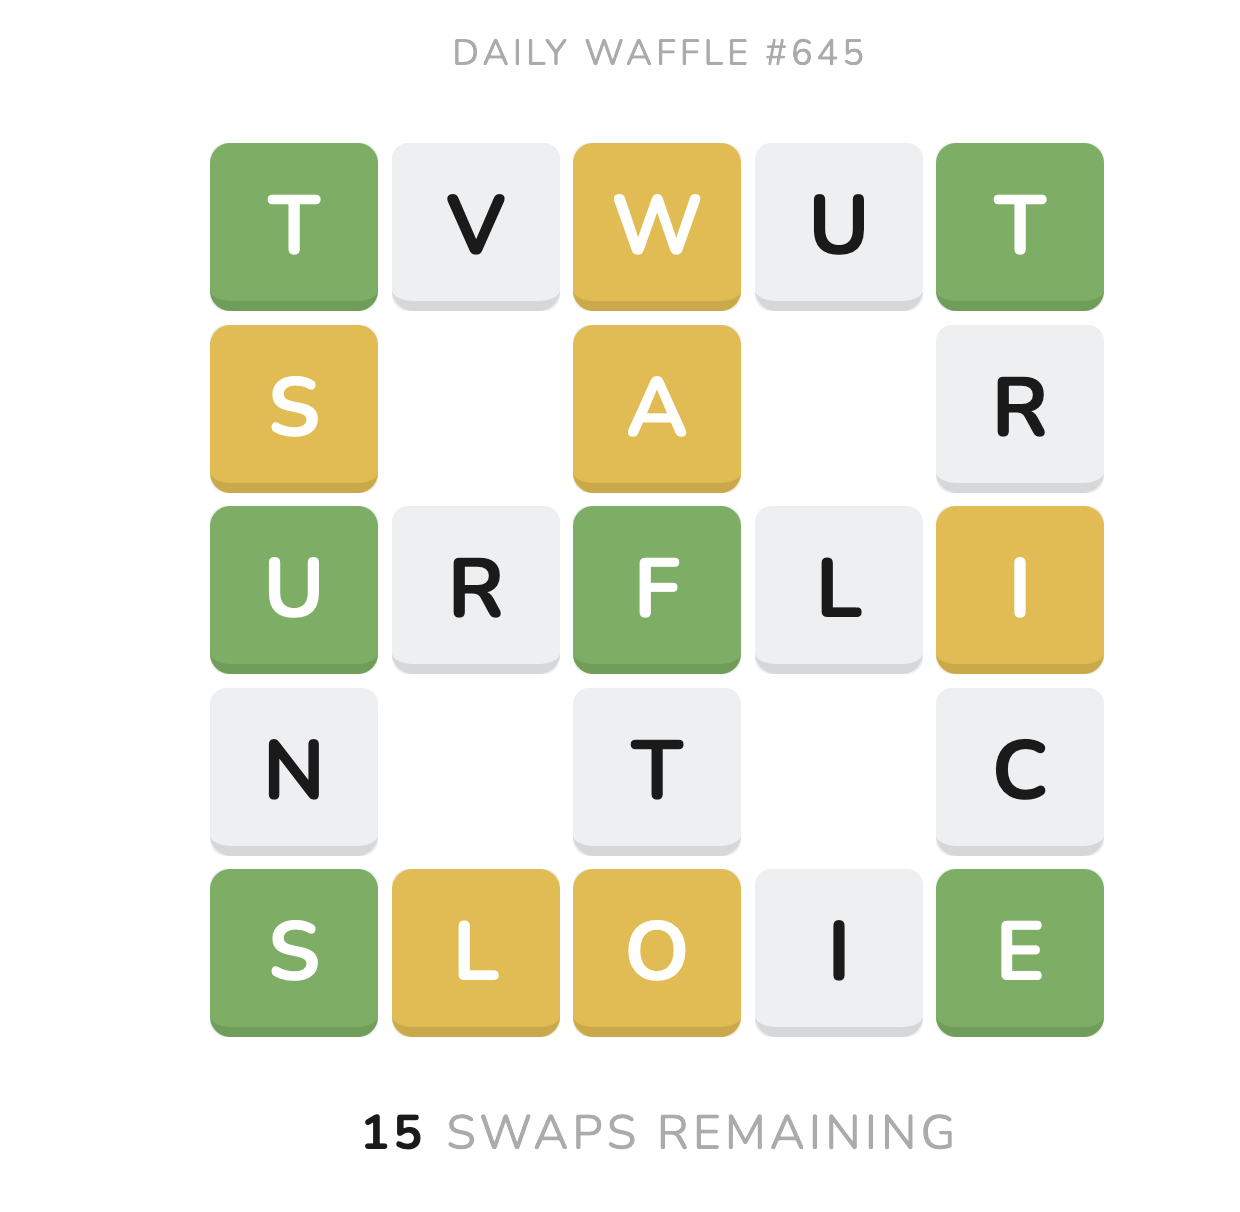 DAILY WAFFLE #645
T V W U T
S A R
U R F L I
N T C
S L O I E
15 SWAPS REMAINING